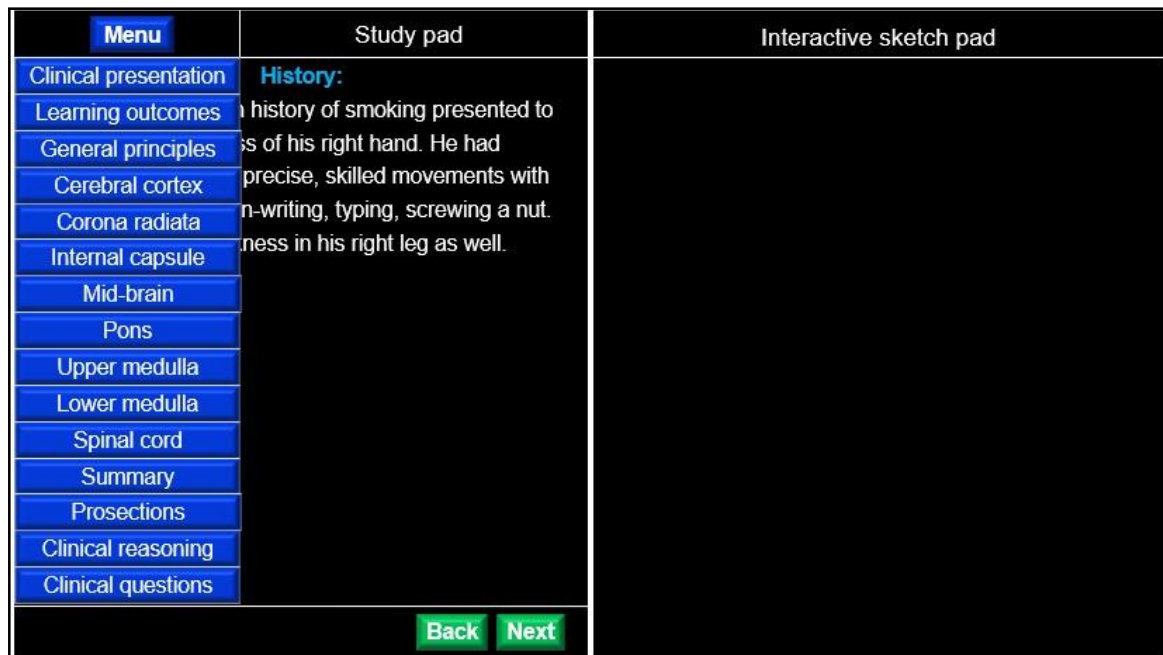 Menu
Study pad
Interactive sketch pad
Clinical presentation
Learning outcomes
General principles
Cerebral cortex
Corona radiata
Internal capsule
Mid-brain
Pons
Upper medulla
Lower medulla
Spinal cord
Summary
Prosections
Clinical reasoning
Clinical questions
History:
history of smoking presented to
of his right hand. He had
precise, skilled movements with
-writing, typing, screwing a nut.
in his right leg as well.
Back Next